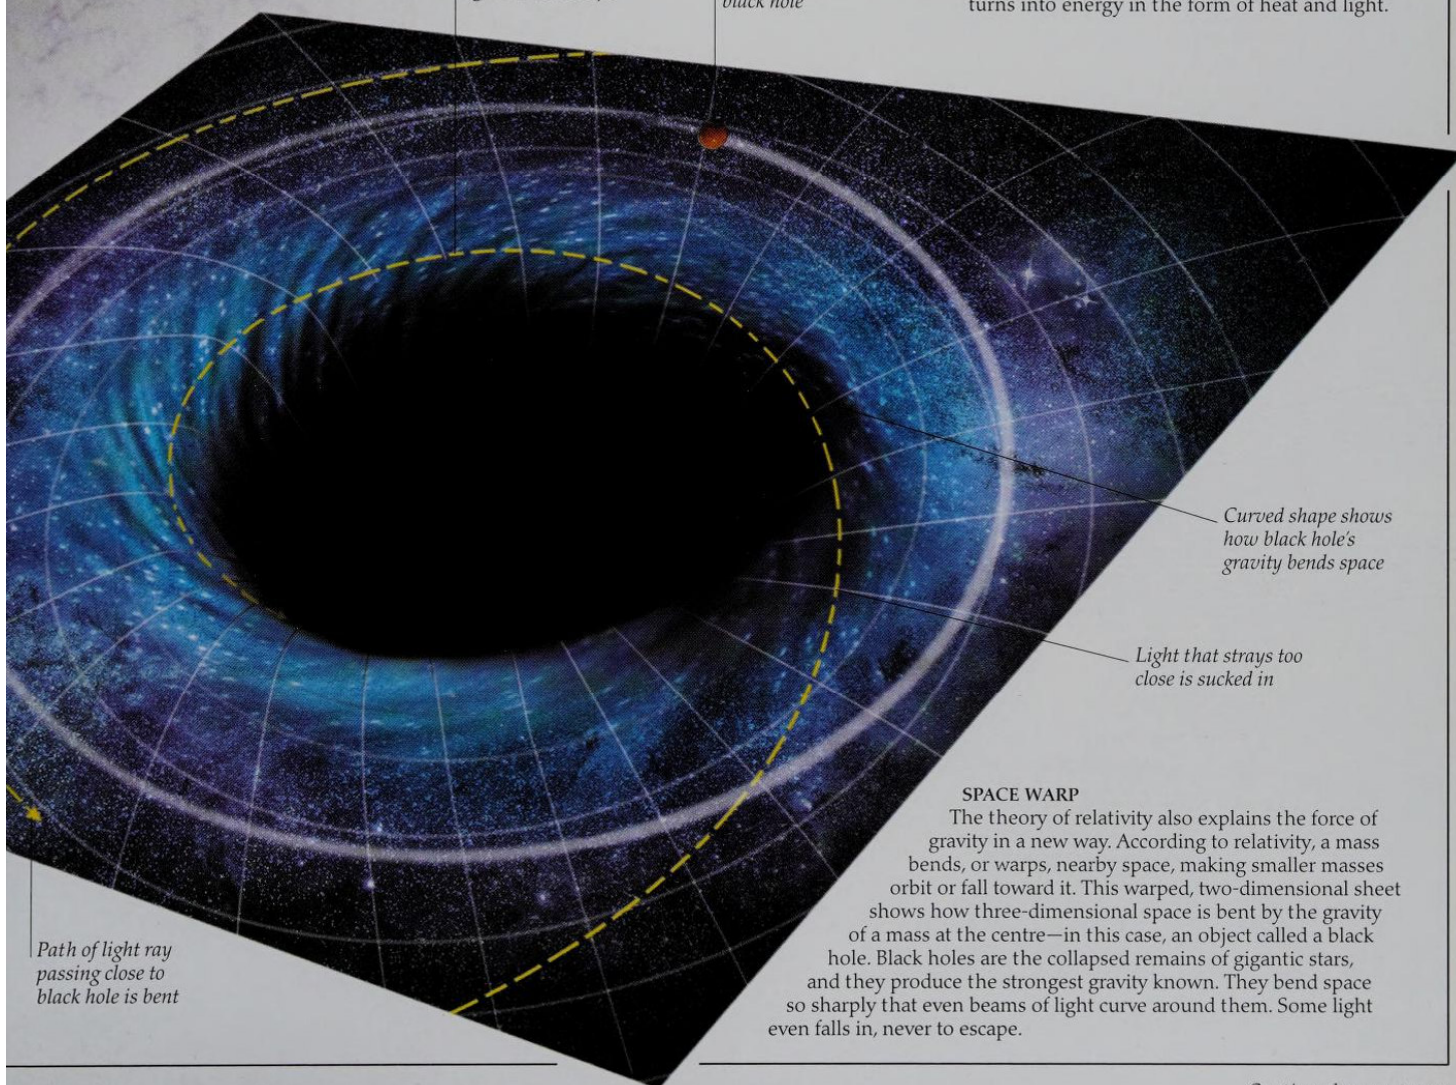 black hole
turns into energy in the form of heat and light.
Curved shape shows
how black hole's
gravity bends space
Light that strays too
close is sucked in
SPACE WARP
The theory of relativity also explains the force of
gravity in a new way. According to relativity, a mass
bends, or warps, nearby space, making smaller masses
orbit or fall toward it. This warped, two-dimensional sheet
shows how three-dimensional space is bent by the gravity
of a mass at the centre—in this case, an object called a black
hole. Black holes are the collapsed remains of gigantic stars,
and they produce the strongest gravity known. They bend space
so sharply that even beams of light curve around them. Some light
even falls in, never to escape.
Path of light ray
passing close to
black hole is bent